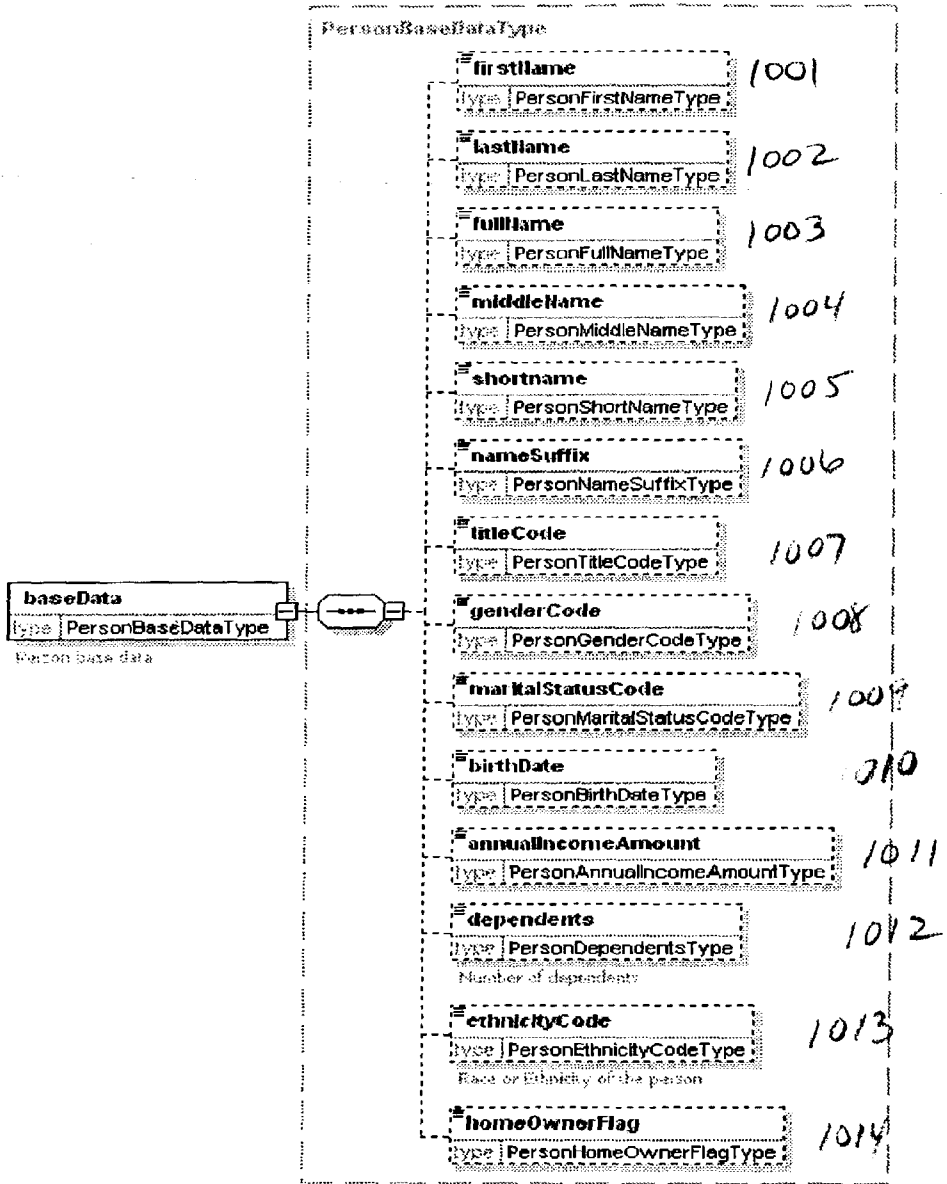 PersonBaseDataType
firstName 1001
type PersonFirstNameType
lastName 1002
type PersonLastNameType
fullName 1003
type PersonFullNameType
middleName 1004
type PersonMiddleNameType
shortname 1005
type PersonShortNameType
nameSuffix 1006
type PersonNameSuffixType
titleCode 1007
type PersonTitleCodeType
genderCode 1008
type PersonGenderCodeType
baseData
type PersonBaseDataType
Person base data
maritalStatusCode 1009
type PersonMaritalStatusCodeType
birthDate 1010
type PersonBirthDateType
annualIncomeAmount 1011
type PersonAnnualIncomeAmountType
dependents 1012
type PersonDependentsType
Number of dependents
ethnicityCode 1013
type PersonEthnicityCodeType
Race or Ethnicity of the person
homeOwnerFlag 1014
type PersonHomeOwnerFlagType